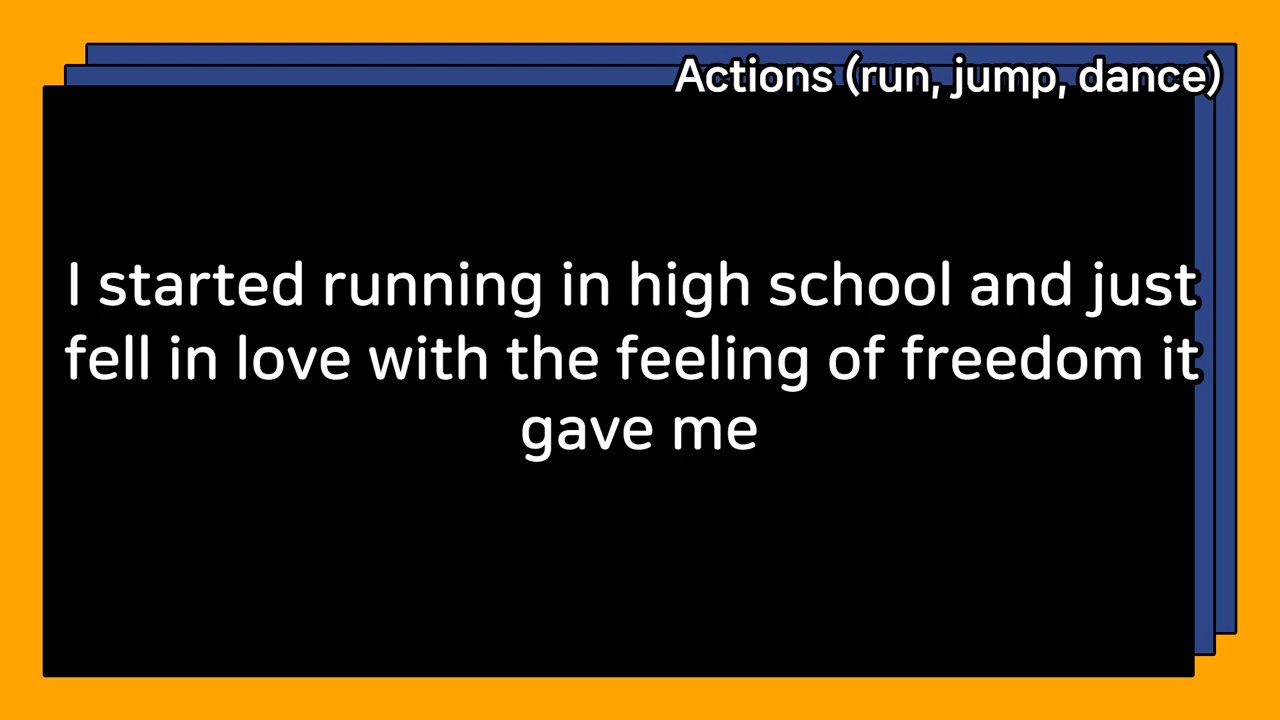 Actions (run, jump, dance)
I started running in high school and just
fell in love with the feeling of freedom it
gave me